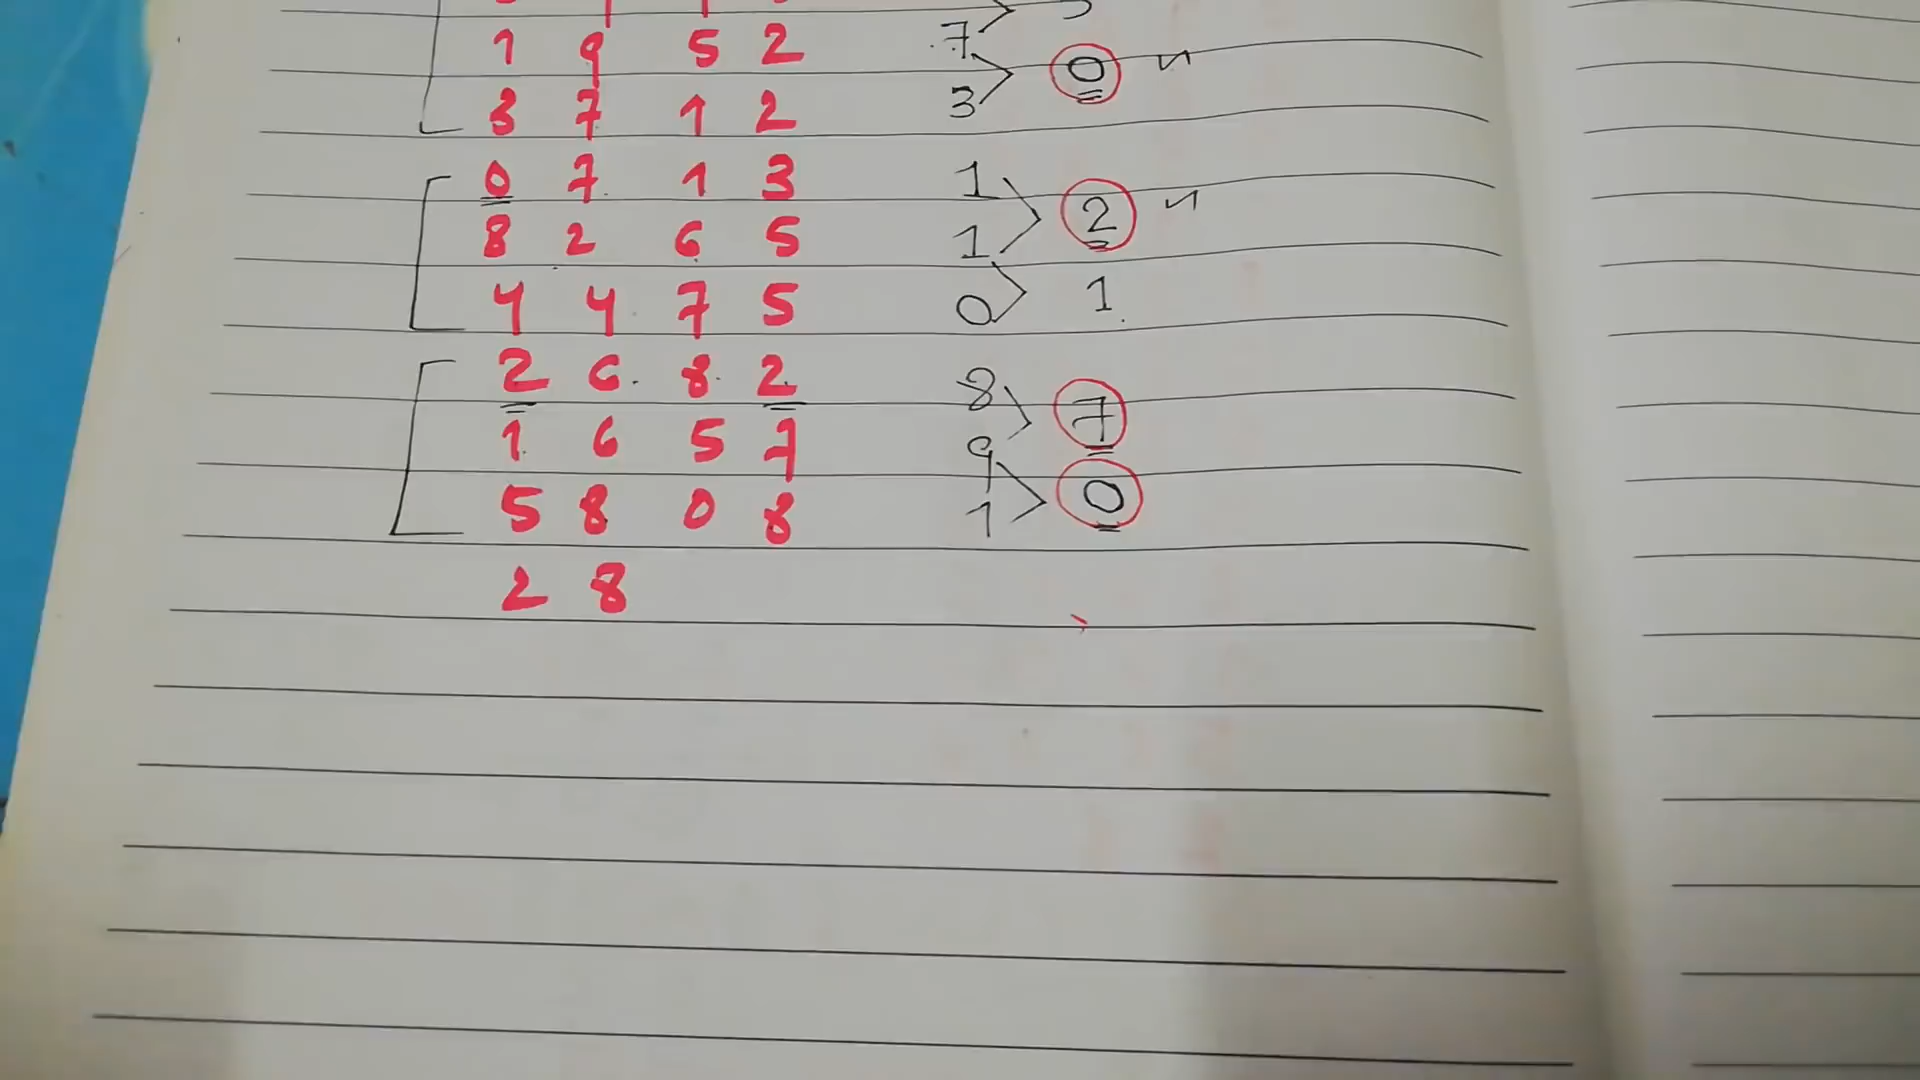 1 9 5 2 7 0 ч
3 7 1 2 3
0 7 1 3 1 2 ч
8 2 6 5 1
4 4 7 5 0 1
2 6 8 2 8 7
1 6 5 7 9
5 8 0 8 1 0
2 8